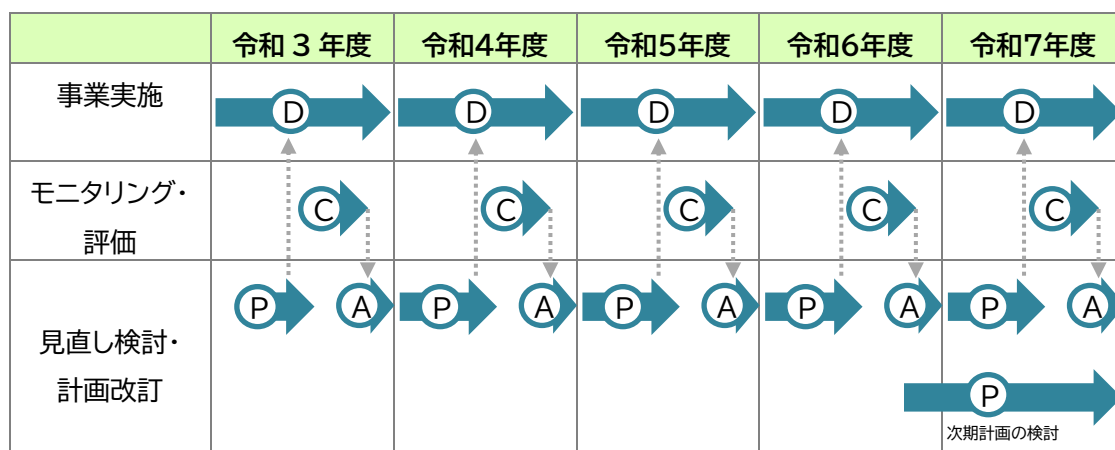 令和 3 年度 令和4年度 令和5年度 令和6年度 令和7年度
事業実施 D D D D D
モニタリング・
評価
C C C C C
P A P A P A P A P A
見直し検討・
計画改訂
P
次期計画の検討